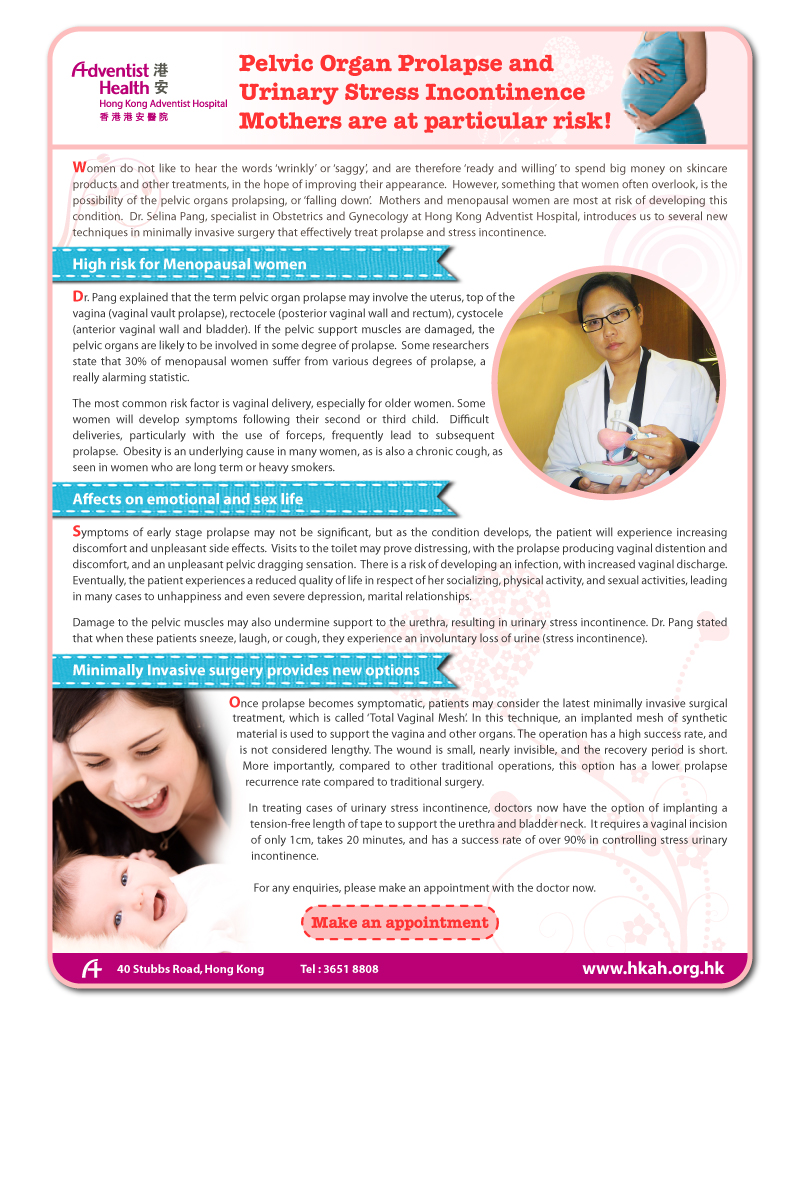 Adventist 港
Health 安
Hong Kong Adventist Hospital
香港港安醫院
Pelvic Organ Prolapse and
Urinary Stress Incontinence
Mothers are at particular risk!
Women do not like to hear the words ‘wrinkly’ or ‘saggy’, and are therefore ‘ready and willing’ to spend big money on skincare
products and other treatments, in the hope of improving their appearance. However, something that women often overlook, is the
possibility of the pelvic organs prolapsing, or ‘falling down’. Mothers and menopausal women are most at risk of developing this
condition. Dr. Selina Pang, specialist in Obstetrics and Gynecology at Hong Kong Adventist Hospital, introduces us to several new
techniques in minimally invasive surgery that effectively treat prolapse and stress incontinence.
High risk for Menopausal women
Dr. Pang explained that the term pelvic organ prolapse may involve the uterus, top of the
vagina (vaginal vault prolapse), rectocele (posterior vaginal wall and rectum), cystocele
(anterior vaginal wall and bladder). If the pelvic support muscles are damaged, the
pelvic organs are likely to be involved in some degree of prolapse. Some researchers
state that 30% of menopausal women suffer from various degrees of prolapse, a
really alarming statistic.
The most common risk factor is vaginal delivery, especially for older women. Some
women will develop symptoms following their second or third child. Difficult
deliveries, particularly with the use of forceps, frequently lead to subsequent
prolapse. Obesity is an underlying cause in many women, as is also a chronic cough, as
seen in women who are long term or heavy smokers.
Affects on emotional and sex life
Symptoms of early stage prolapse may not be significant, but as the condition develops, the patient will experience increasing
discomfort and unpleasant side effects. Visits to the toilet may prove distressing, with the prolapse producing vaginal distention and
discomfort, and an unpleasant pelvic dragging sensation. There is a risk of developing an infection, with increased vaginal discharge.
Eventually, the patient experiences a reduced quality of life in respect of her socializing, physical activity, and sexual activities, leading
in many cases to unhappiness and even severe depression, marital relationships.
Damage to the pelvic muscles may also undermine support to the urethra, resulting in urinary stress incontinence. Dr. Pang stated
that when these patients sneeze, laugh, or cough, they experience an involuntary loss of urine (stress incontinence).
Minimally Invasive surgery provides new options
Once prolapse becomes symptomatic, patients may consider the latest minimally invasive surgical
treatment, which is called ‘Total Vaginal Mesh’. In this technique, an implanted mesh of synthetic
material is used to support the vagina and other organs. The operation has a high success rate, and
is not considered lengthy. The wound is small, nearly invisible, and the recovery period is short.
More importantly, compared to other traditional operations, this option has a lower prolapse
recurrence rate compared to traditional surgery.
In treating cases of urinary stress incontinence, doctors now have the option of implanting a
tension-free length of tape to support the urethra and bladder neck. It requires a vaginal incision
of only 1cm, takes 20 minutes, and has a success rate of over 90% in controlling stress urinary
incontinence.
For any enquiries, please make an appointment with the doctor now.
Make an appointment
40 Stubbs Road, Hong Kong Tel : 3651 8808 www.hkah.org.hk